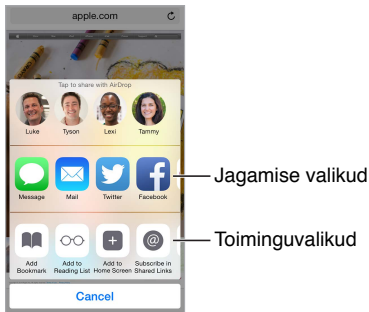 apple.com
Tap to share with AirDrop
Luke Tyson Lexi Tammy
Message Mail Twitter Facebook
Jagamise valikud
Add Bookmark
Add to Reading List
Add to Home Screen
Subscribe in Shared Links
Toiminguvalikud
Cancel